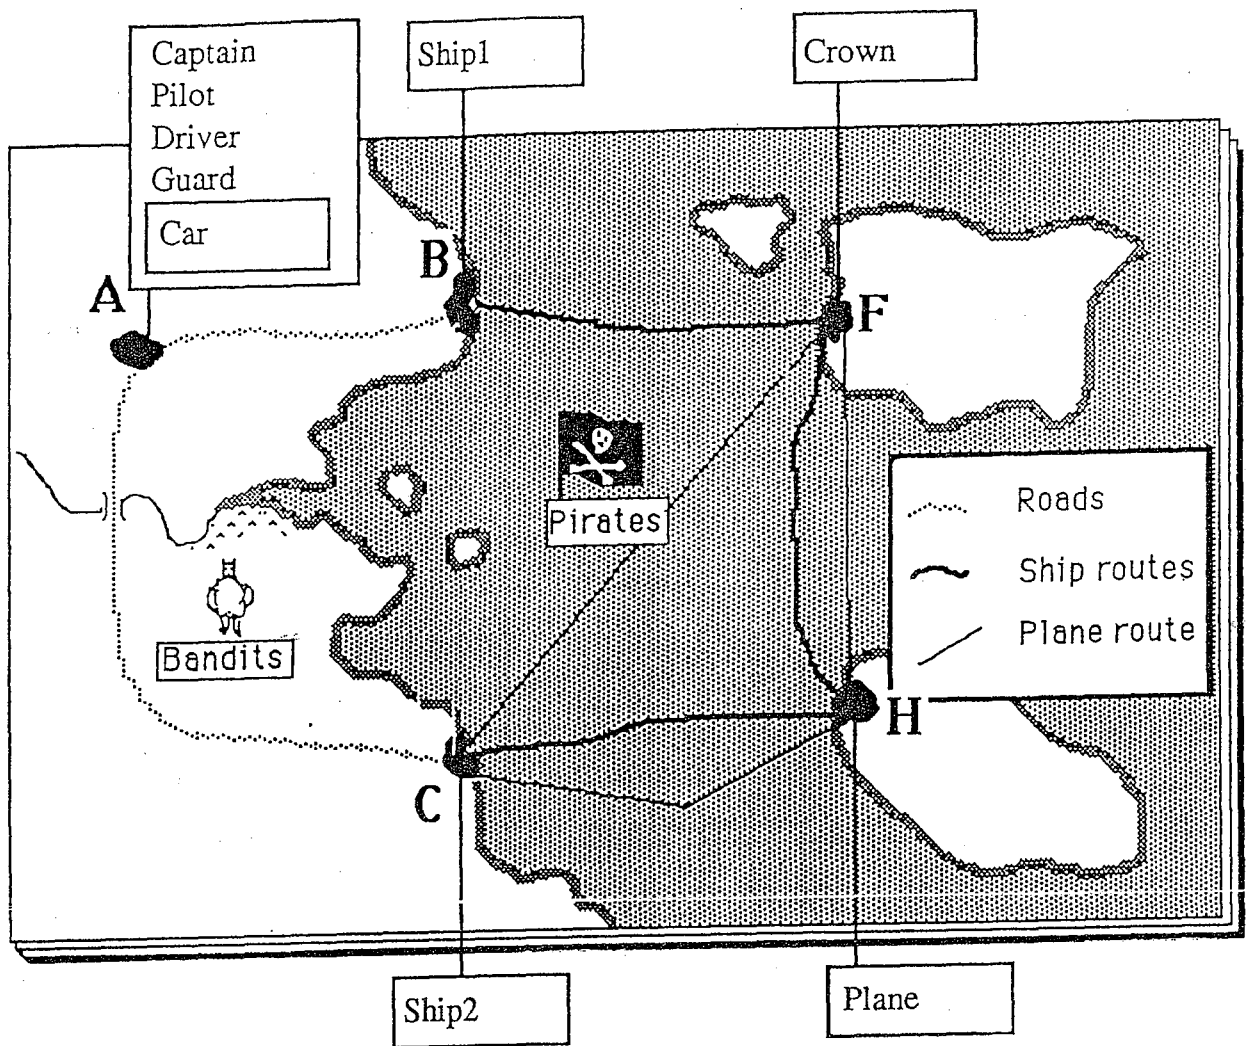 Captain
Pilot
Driver
Guard
Car
Ship1
Crown
A
B
F
Pirates
Bandits
Roads
Ship routes
Plane route
H
C
Ship2
Plane